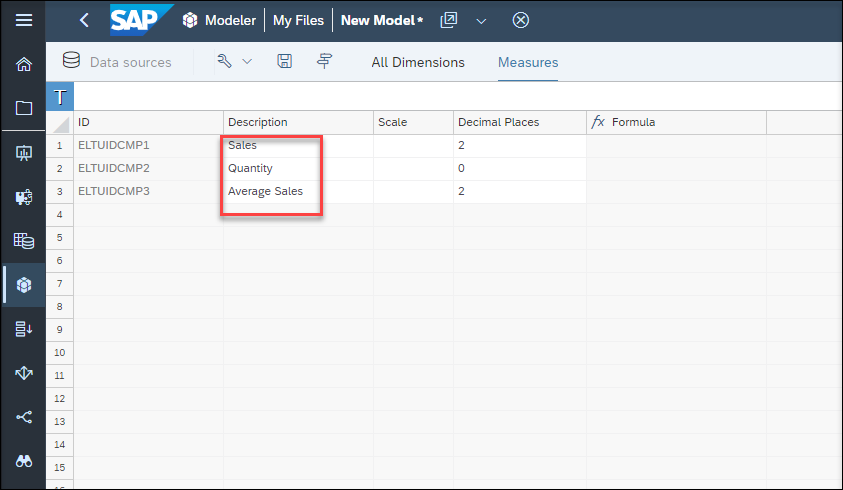 SAP Modeler My Files New Model*
Data sources All Dimensions Measures
T
ID Description Scale Decimal Places fx Formula
1 ELTUIDCMP1 Sales 2
2 ELTUIDCMP2 Quantity 0
3 ELTUIDCMP3 Average Sales 2
4
5
6
7
8
9
10
11
12
13
14
15